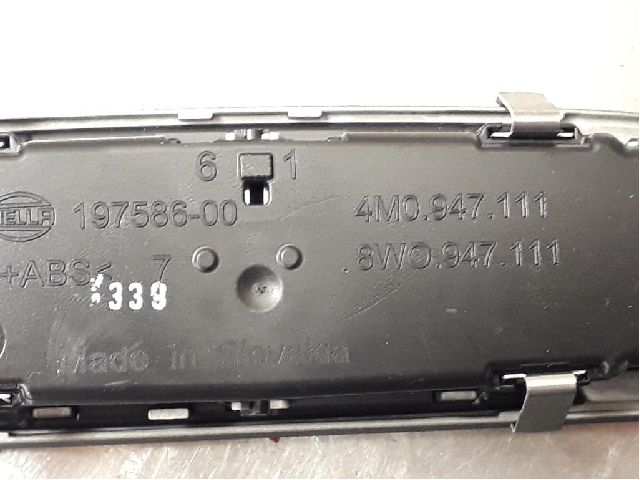 6 1
HELLA 197586-00 4M0.947.111
8W0.947.111
+ABS< 7
339
Made in Slovakia